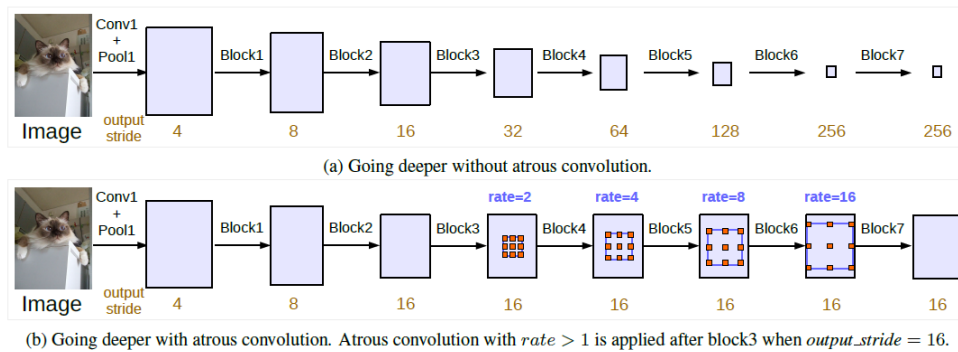 Conv1
+
Pool1
Block1
Block2
Block3
Block4
Block5
Block6
Block7
Image
output
stride
4
8
16
32
64
128
256
256
(a) Going deeper without atrous convolution.
rate=2
rate=4
rate=8
rate=16
Conv1
+
Pool1
Block1
Block2
Block3
Block4
Block5
Block6
Block7
Image
output
stride
4
8
16
16
16
16
16
16
(b) Going deeper with atrous convolution. Atrous convolution with rate > 1 is applied after block3 when output_stride = 16.